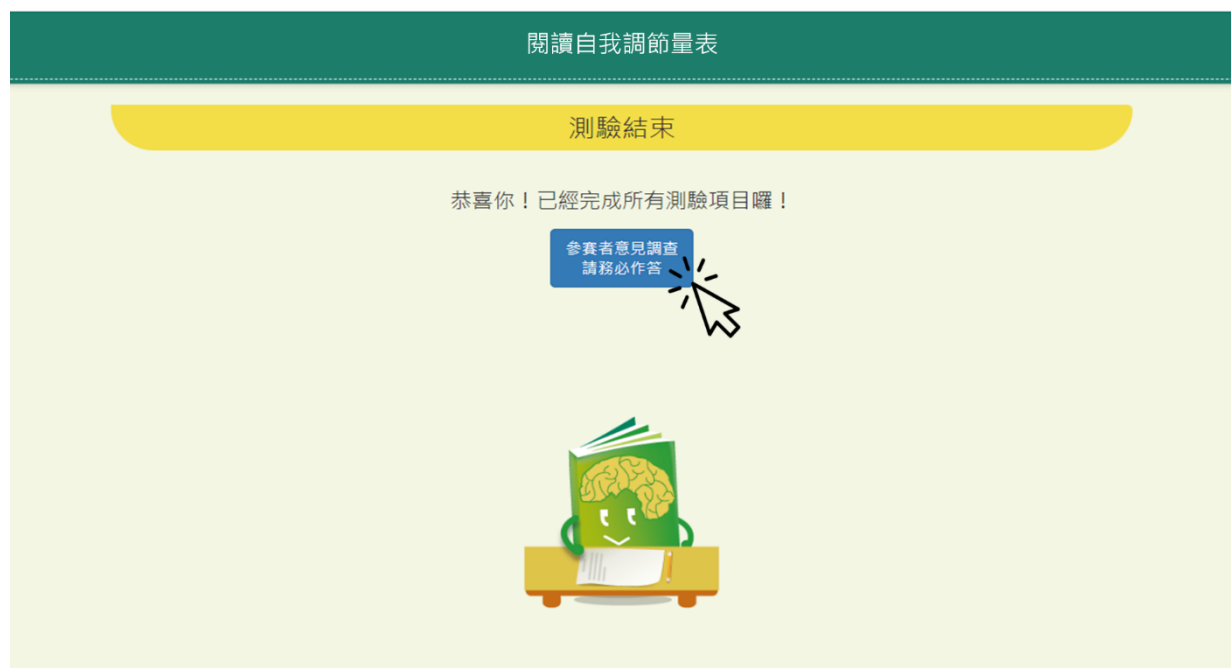 閱讀自我調節量表
測驗結束
恭喜你！已經完成所有測驗項目囉！
參賽者意見調查
請務必作答